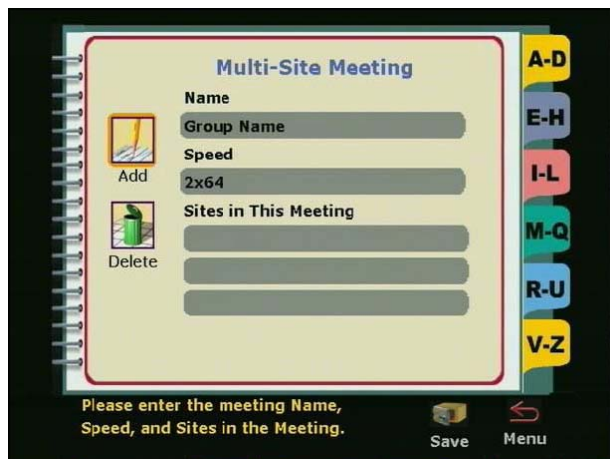 Multi-Site Meeting
Name
Group Name
Speed
2x64
Sites in This Meeting
Add
Delete
A-D
E-H
I-L
M-Q
R-U
V-Z
Please enter the meeting Name,
Speed, and Sites in the Meeting.
Save
Menu